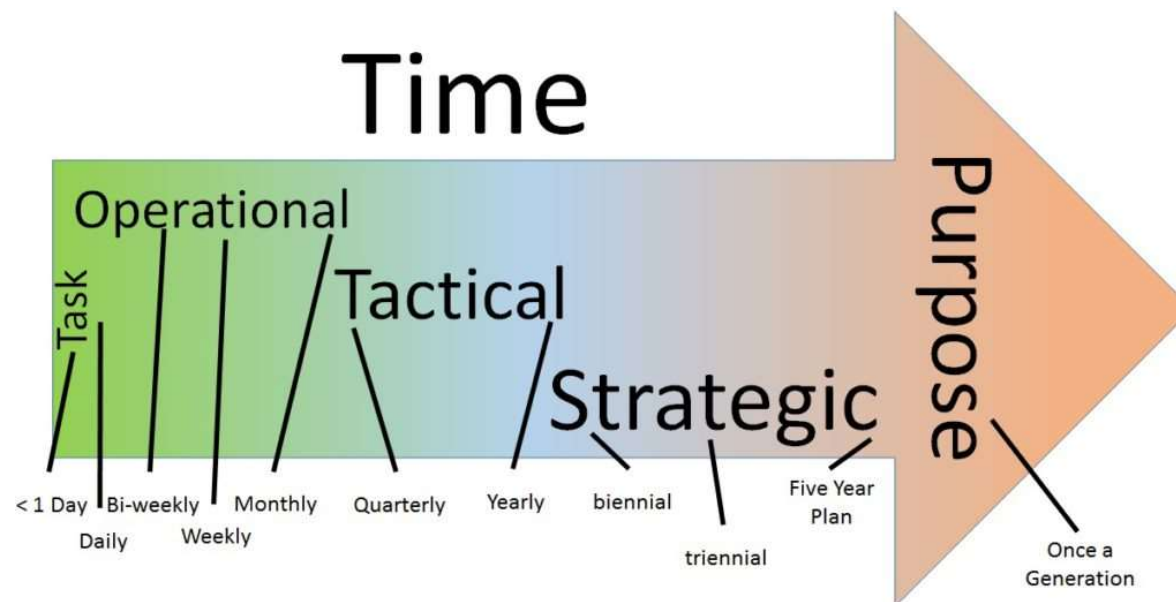 Time
Purpose
Operational
Task
Tactical
Strategic
< 1 Day
Daily
Bi-weekly
Weekly
Monthly
Quarterly
Yearly
biennial
triennial
Five Year
Plan
Once a
Generation